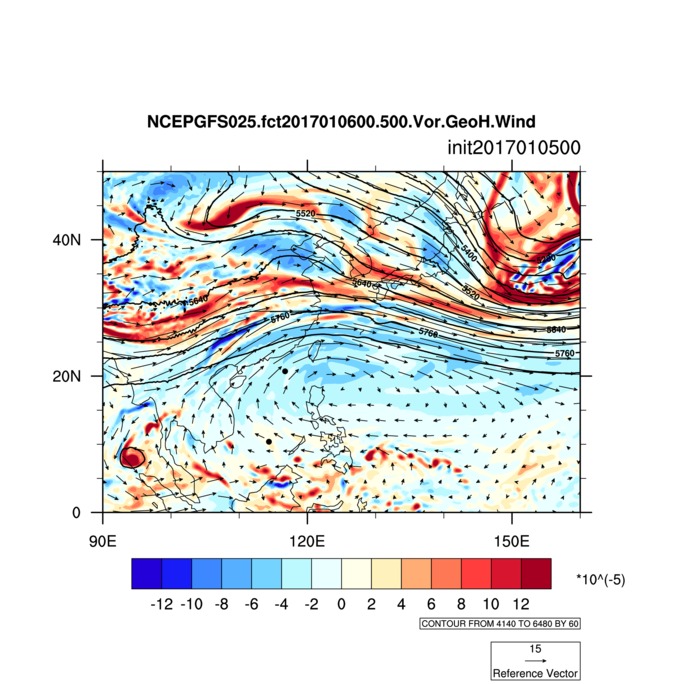 NCEPGFS025.fct2017010600.500.Vor.GeoH.Wind
init2017010500
5520
40N
5400
5640
5640
5520
5760
5760
5640
5760
20N
0
90E 120E 150E
-12 -10 -8 -6 -4 -2 0 2 4 6 8 10 12
*10^(-5)
CONTOUR FROM 4140 TO 6480 BY 60
15
Reference Vector